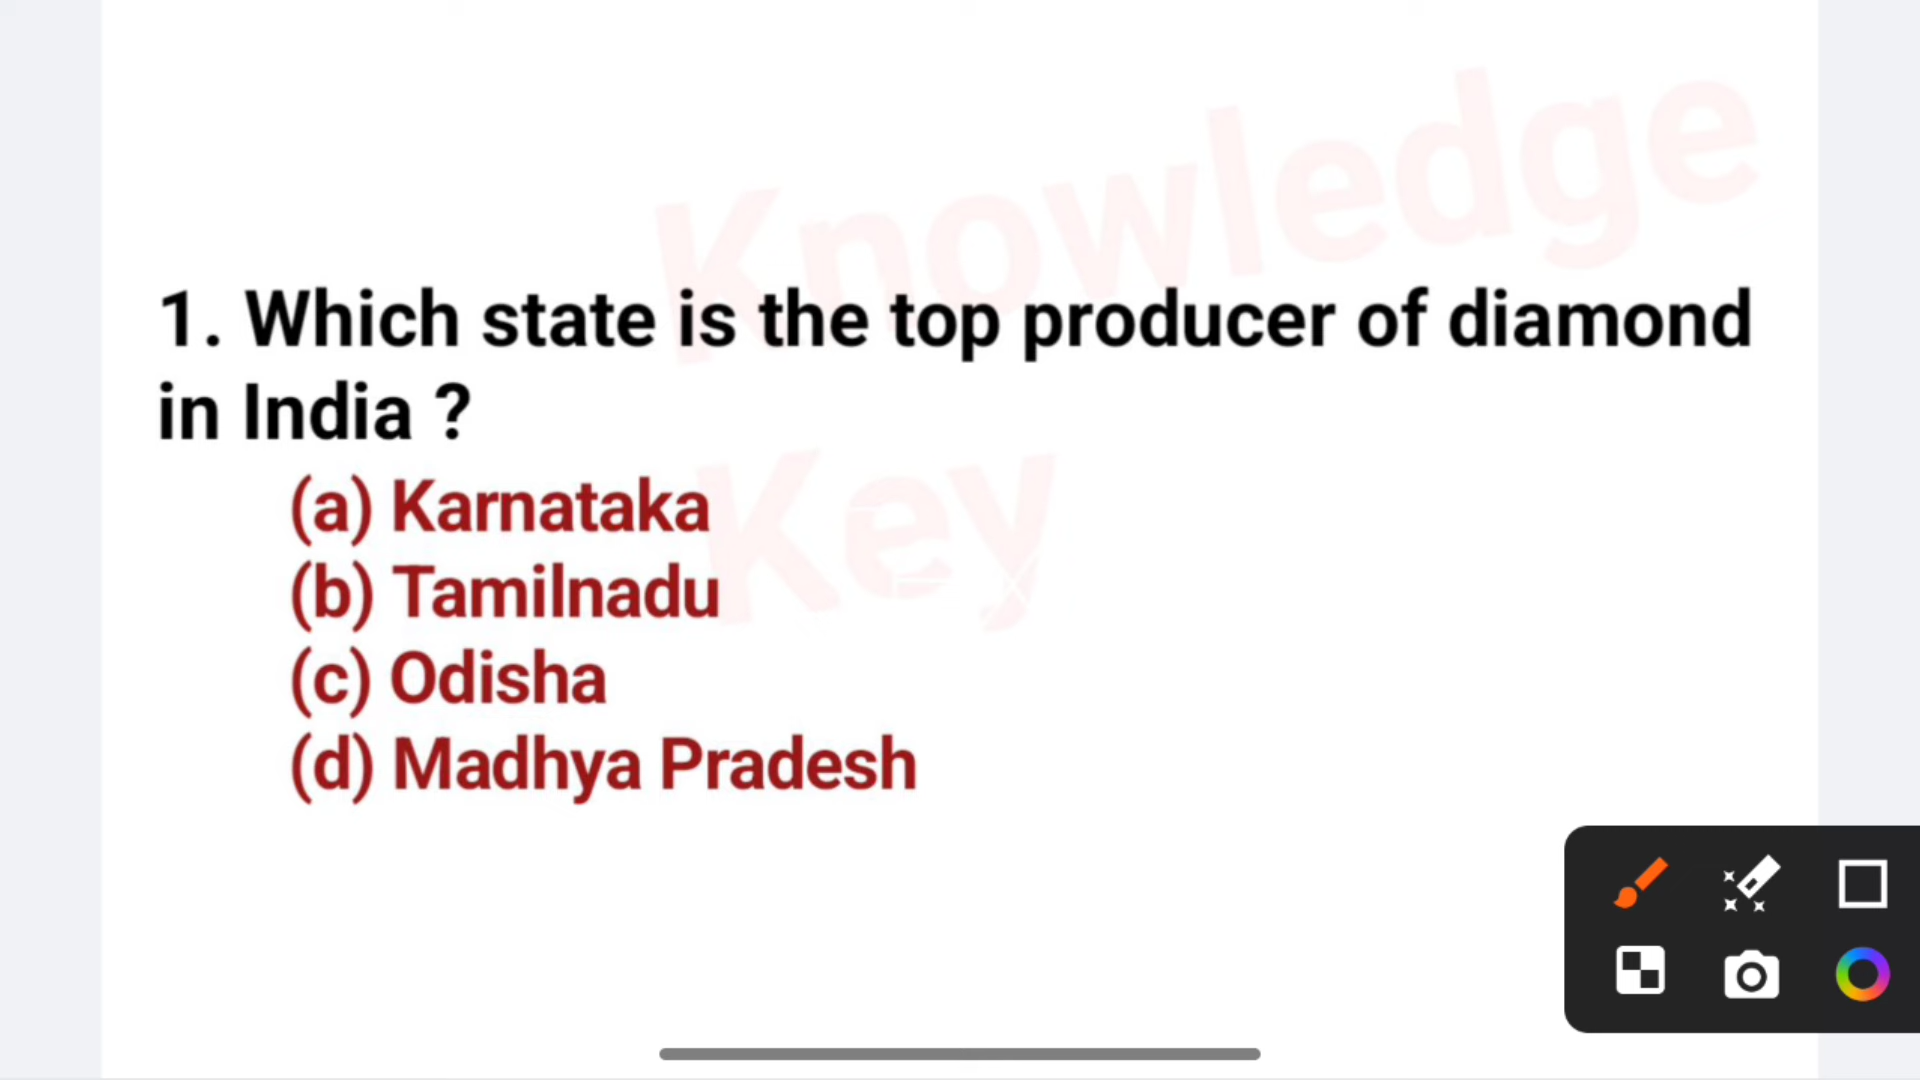 Knowledge
1. Which state is the top producer of diamond
in India ?
Key
(a) Karnataka
(b) Tamilnadu
(c) Odisha
(d) Madhya Pradesh